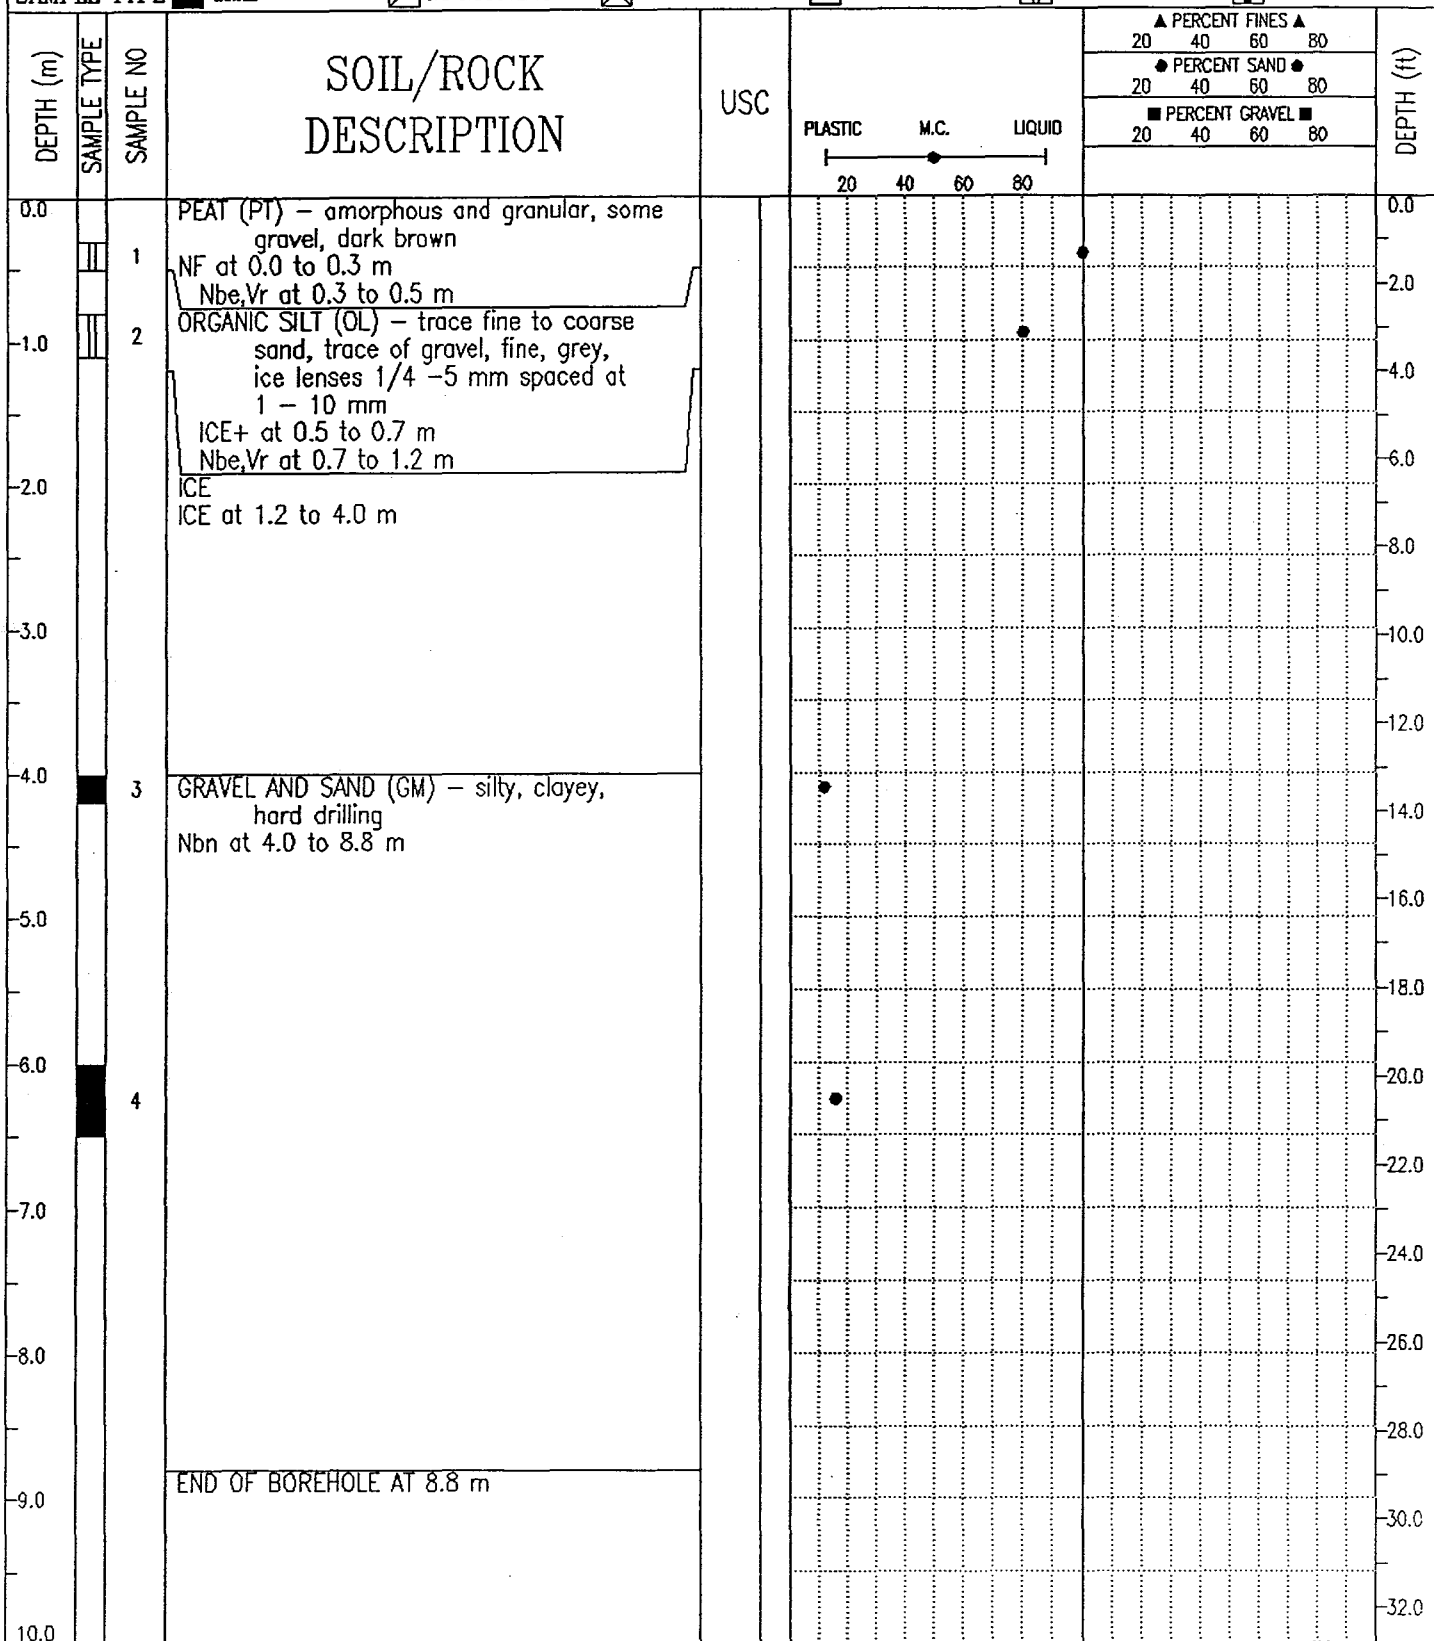 SAMPLE TYPE
DEPTH (m)
SAMPLE TYPE
SAMPLE NO
SOIL/ROCK
DESCRIPTION
USC
PLASTIC M.C. LIQUID
20 40 60 80
▲ PERCENT FINES ▲
20 40 60 80
● PERCENT SAND ●
20 40 60 80
■ PERCENT GRAVEL ■
20 40 60 80
DEPTH (ft)
0.0
-1.0
-2.0
-3.0
-4.0
-5.0
-6.0
-7.0
-8.0
-9.0
10.0
1
2
3
4
PEAT (PT) – amorphous and granular, some
gravel, dark brown
NF at 0.0 to 0.3 m
Nbe,Vr at 0.3 to 0.5 m
ORGANIC SILT (OL) – trace fine to coarse
sand, trace of gravel, fine, grey,
ice lenses 1/4 –5 mm spaced at
1 – 10 mm
ICE+ at 0.5 to 0.7 m
Nbe,Vr at 0.7 to 1.2 m
ICE
ICE at 1.2 to 4.0 m
GRAVEL AND SAND (GM) – silty, clayey,
hard drilling
Nbn at 4.0 to 8.8 m
END OF BOREHOLE AT 8.8 m
0.0
-2.0
-4.0
-6.0
-8.0
-10.0
-12.0
-14.0
-16.0
-18.0
-20.0
-22.0
-24.0
-26.0
-28.0
-30.0
-32.0